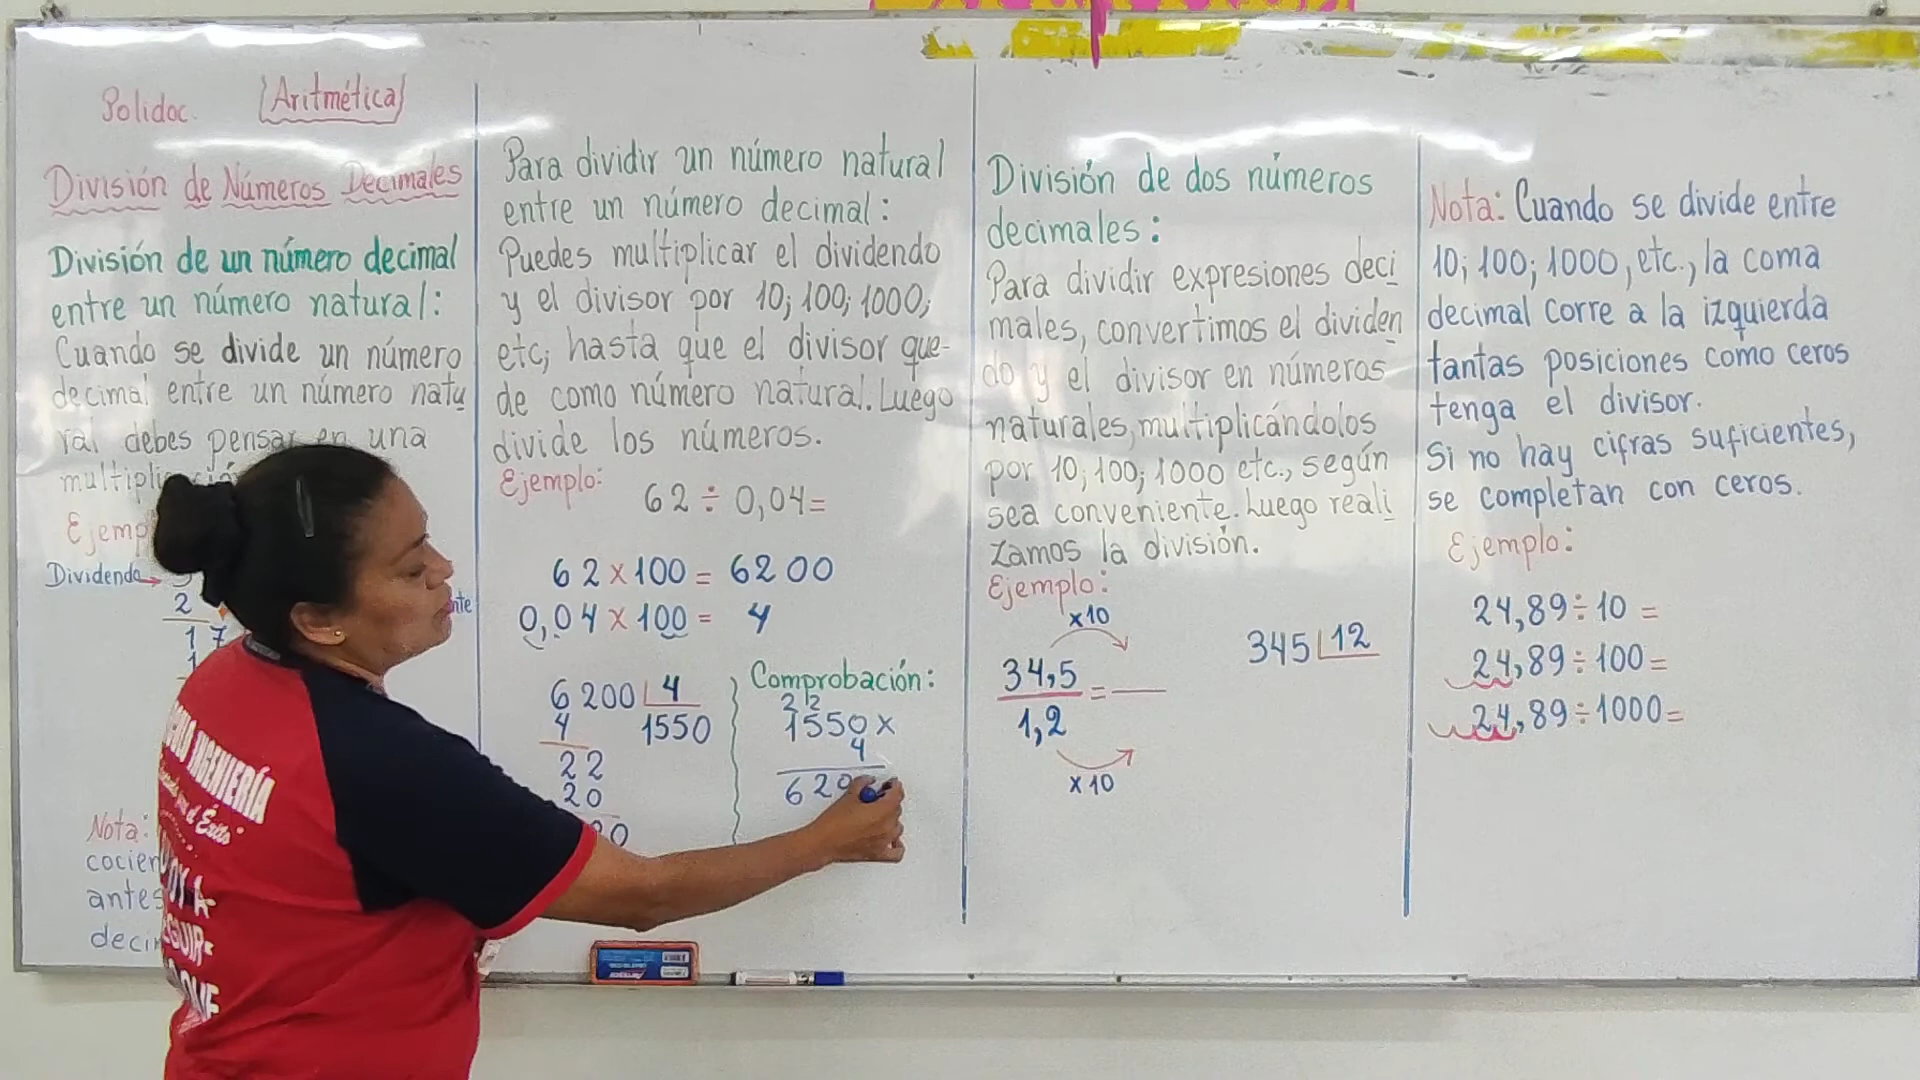 Polidoc.
Aritmética
División de Números Decimales
División de un número decimal
entre un número natural:
Cuando se divide un número
decimal entre un número natu
ral debes pensar en una
Dividendo→
2
1 7
Nota:
Para dividir un número natural
entre un número decimal:
Puedes multiplicar el dividendo
y el divisor por 10; 100; 1000;
etc; hasta que el divisor que-
de como número natural. Luego
divide los números.
Ejemplo:
62 ÷ 0,04 =
62 x 100 = 6200
0,04 x 100 = 4
6200 4
4 1550
22
20
Comprobación:
2 2
1550 x
4
620
División de dos números
decimales:
Para dividir expresiones deci
males, convertimos el dividen
do y el divisor en números
naturales, multiplicándolos
por 10; 100; 1000 etc., según
sea conveniente. Luego reali
zamos la división.
Ejemplo:
x10
34,5
=
1,2
x10
345 12
Nota: Cuando se divide entre
10; 100; 1000, etc., la coma
decimal corre a la izquierda
tantas posiciones como ceros
tenga el divisor.
Si no hay cifras suficientes,
se completan con ceros.
Ejemplo:
24,89 ÷ 10 =
24,89 ÷ 100 =
24,89 ÷ 1000 =
INGENIERÍA